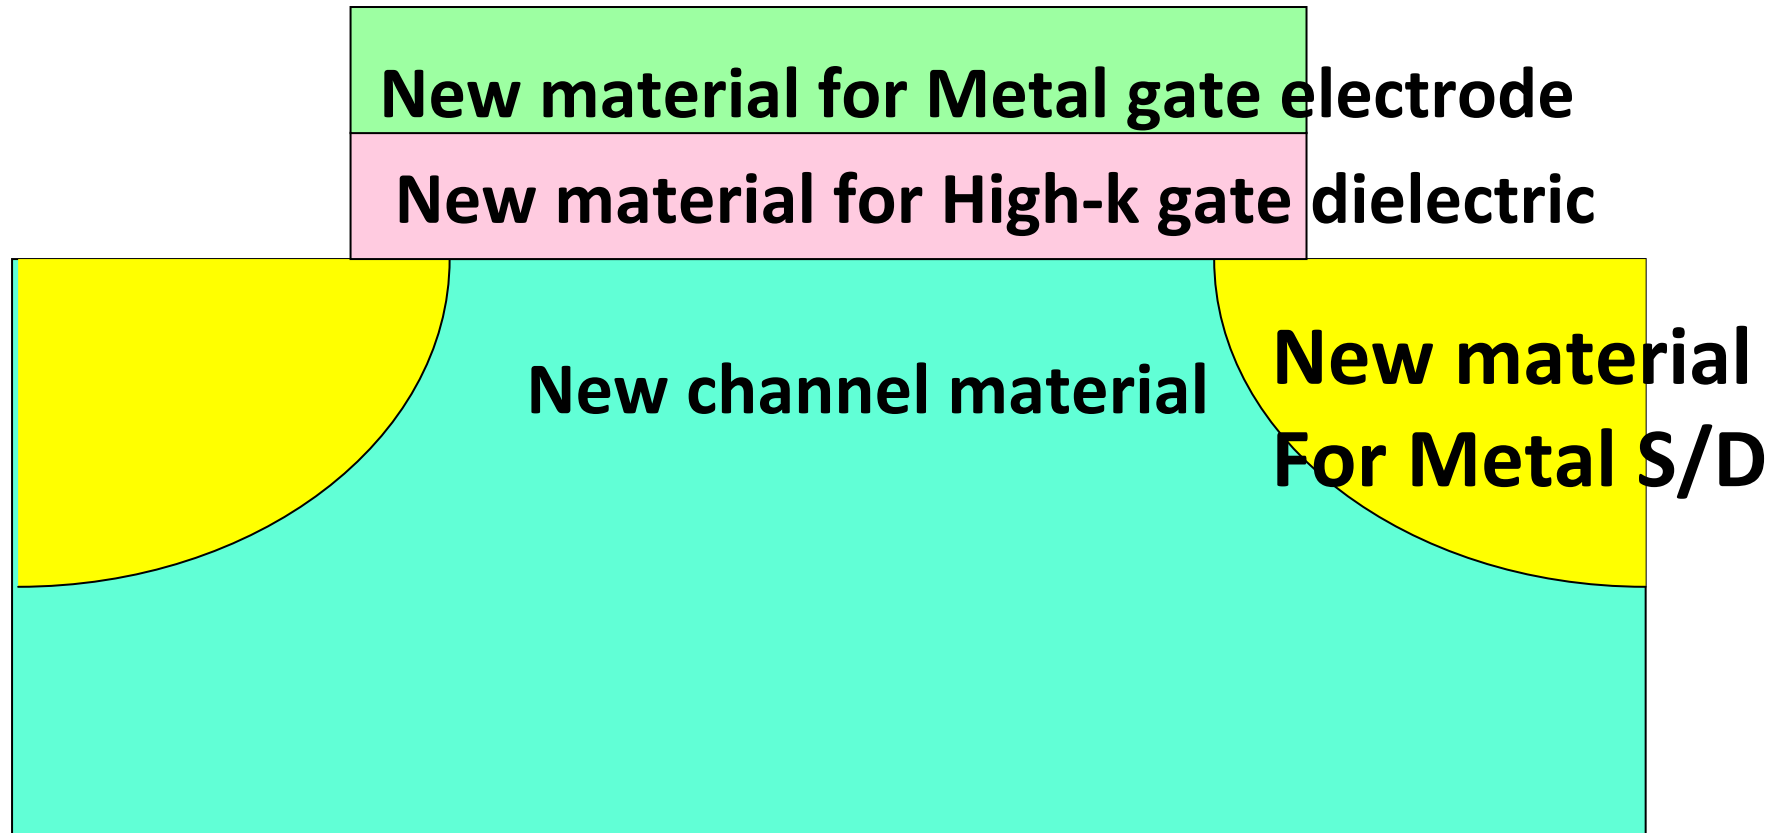 New material for Metal gate electrode
New material for High-k gate dielectric
New channel material
New material
For Metal S/D